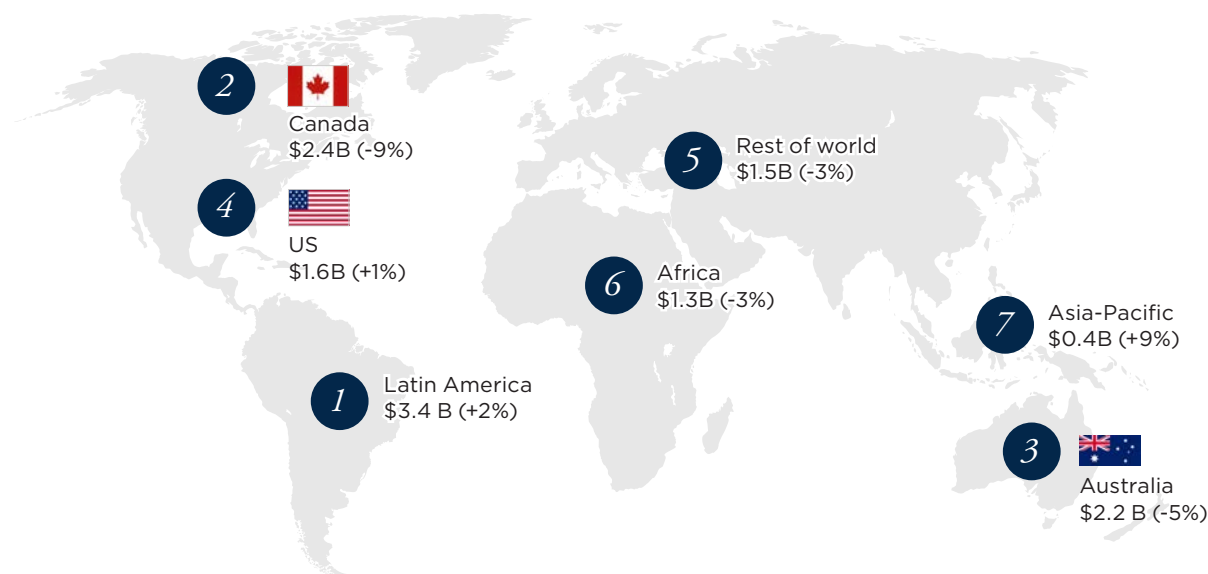 2
Canada
$2.4B (-9%)
4
US
$1.6B (+1%)
5
Rest of world
$1.5B (-3%)
6
Africa
$1.3B (-3%)
7
Asia-Pacific
$0.4B (+9%)
1
Latin America
$3.4 B (+2%)
3
Australia
$2.2 B (-5%)